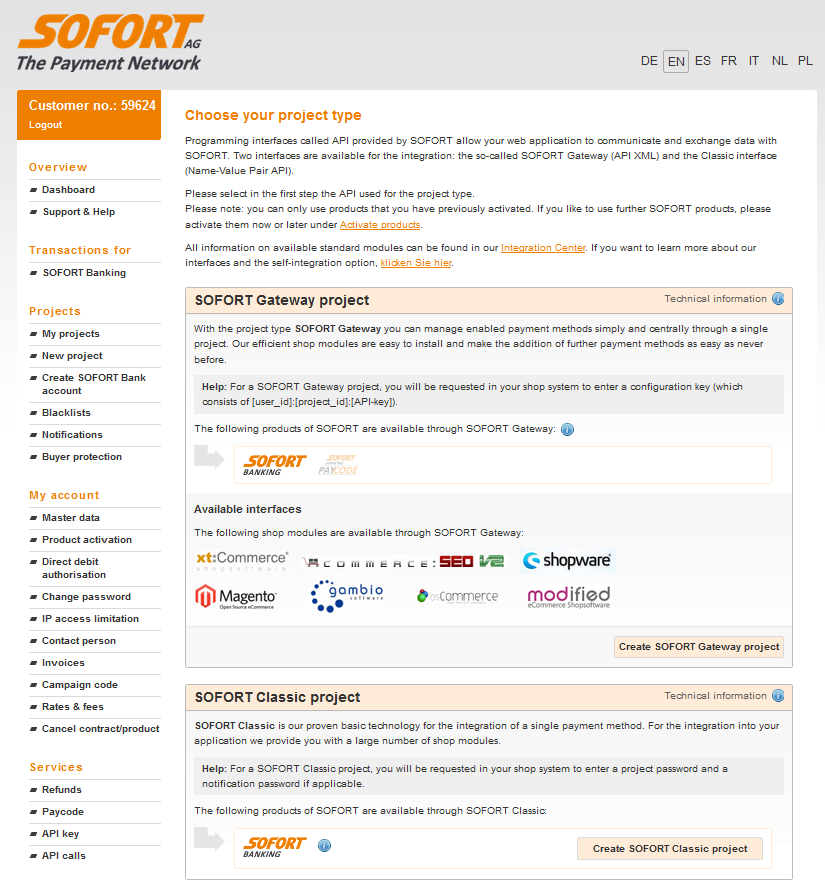 SOFORT AG
The Payment Network
DE EN ES FR IT NL PL
Customer no.: 59624
Logout
Overview
Dashboard
Support & Help
Transactions for
SOFORT Banking
Projects
My projects
New project
Create SOFORT Bank
account
Blacklists
Notifications
Buyer protection
My account
Master data
Product activation
Direct debit
authorisation
Change password
IP access limitation
Contact person
Invoices
Campaign code
Rates & fees
Cancel contract/product
Services
Refunds
Paycode
API key
API calls
Choose your project type
Programming interfaces called API provided by SOFORT allow your web application to communicate and exchange data with
SOFORT. Two interfaces are available for the integration: the so-called SOFORT Gateway (API XML) and the Classic interface
(Name-Value Pair API).
Please select in the first step the API used for the project type.
Please note: you can only use products that you have previously activated. If you like to use further SOFORT products, please
activate them now or later under Activate products.
All information on available standard modules can be found in our Integration Center. If you want to learn more about our
interfaces and the self-integration option, klicken Sie hier.
SOFORT Gateway project
Technical information
With the project type SOFORT Gateway you can manage enabled payment methods simply and centrally through a single
project. Our efficient shop modules are easy to install and make the addition of further payment methods as easy as never
before.
Help: For a SOFORT Gateway project, you will be requested in your shop system to enter a configuration key (which
consists of [user_id]:[project_id]:[API-key]).
The following products of SOFORT are available through SOFORT Gateway:
SOFORT
BANKING
SOFORT
PAYCODE
Available interfaces
The following shop modules are available through SOFORT Gateway:
xt:Commerce
shopsoftware
COMMERCE:SEO V2
shopware
Magento
Open Source eCommerce
gambio
software
osCommerce
modified
eCommerce Shopsoftware
Create SOFORT Gateway project
SOFORT Classic project
Technical information
SOFORT Classic is our proven basic technology for the integration of a single payment method. For the integration into your
application we provide you with a large number of shop modules.
Help: For a SOFORT Classic project, you will be requested in your shop system to enter a project password and a
notification password if applicable.
The following products of SOFORT are available through SOFORT Classic:
SOFORT
BANKING
Create SOFORT Classic project